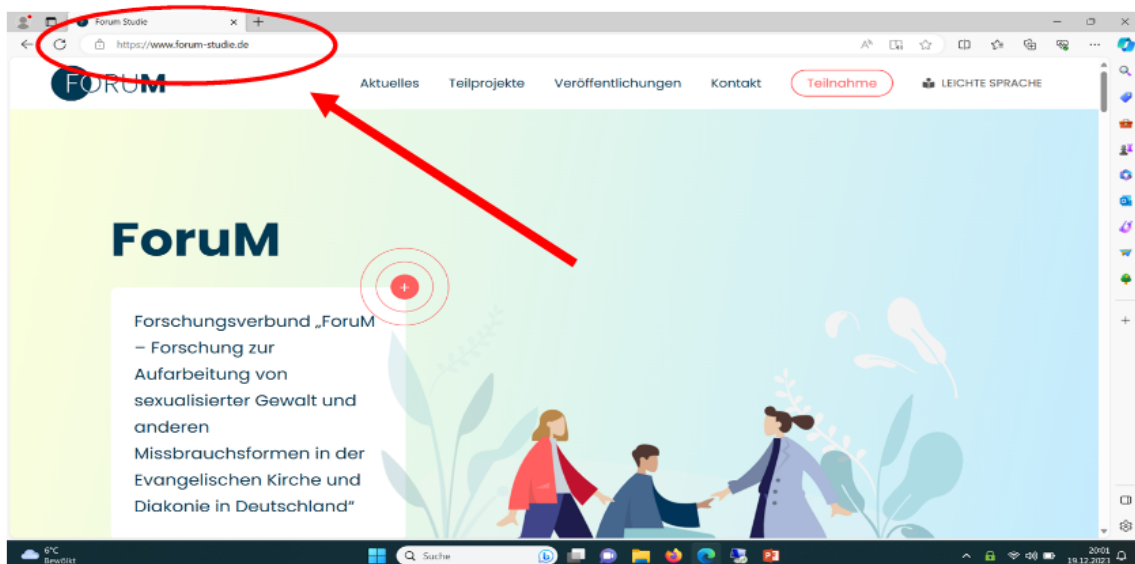 Forum Studie
https://www.forum-studie.de
FORUM
Aktuelles Teilprojekte Veröffentlichungen Kontakt Teilnahme LEICHTE SPRACHE
ForuM
Forschungsverbund „ForuM
– Forschung zur
Aufarbeitung von
sexualisierter Gewalt und
anderen
Missbrauchsformen in der
Evangelischen Kirche und
Diakonie in Deutschland“
6°C
Bewölkt
Suche
20:01
19.12.2023